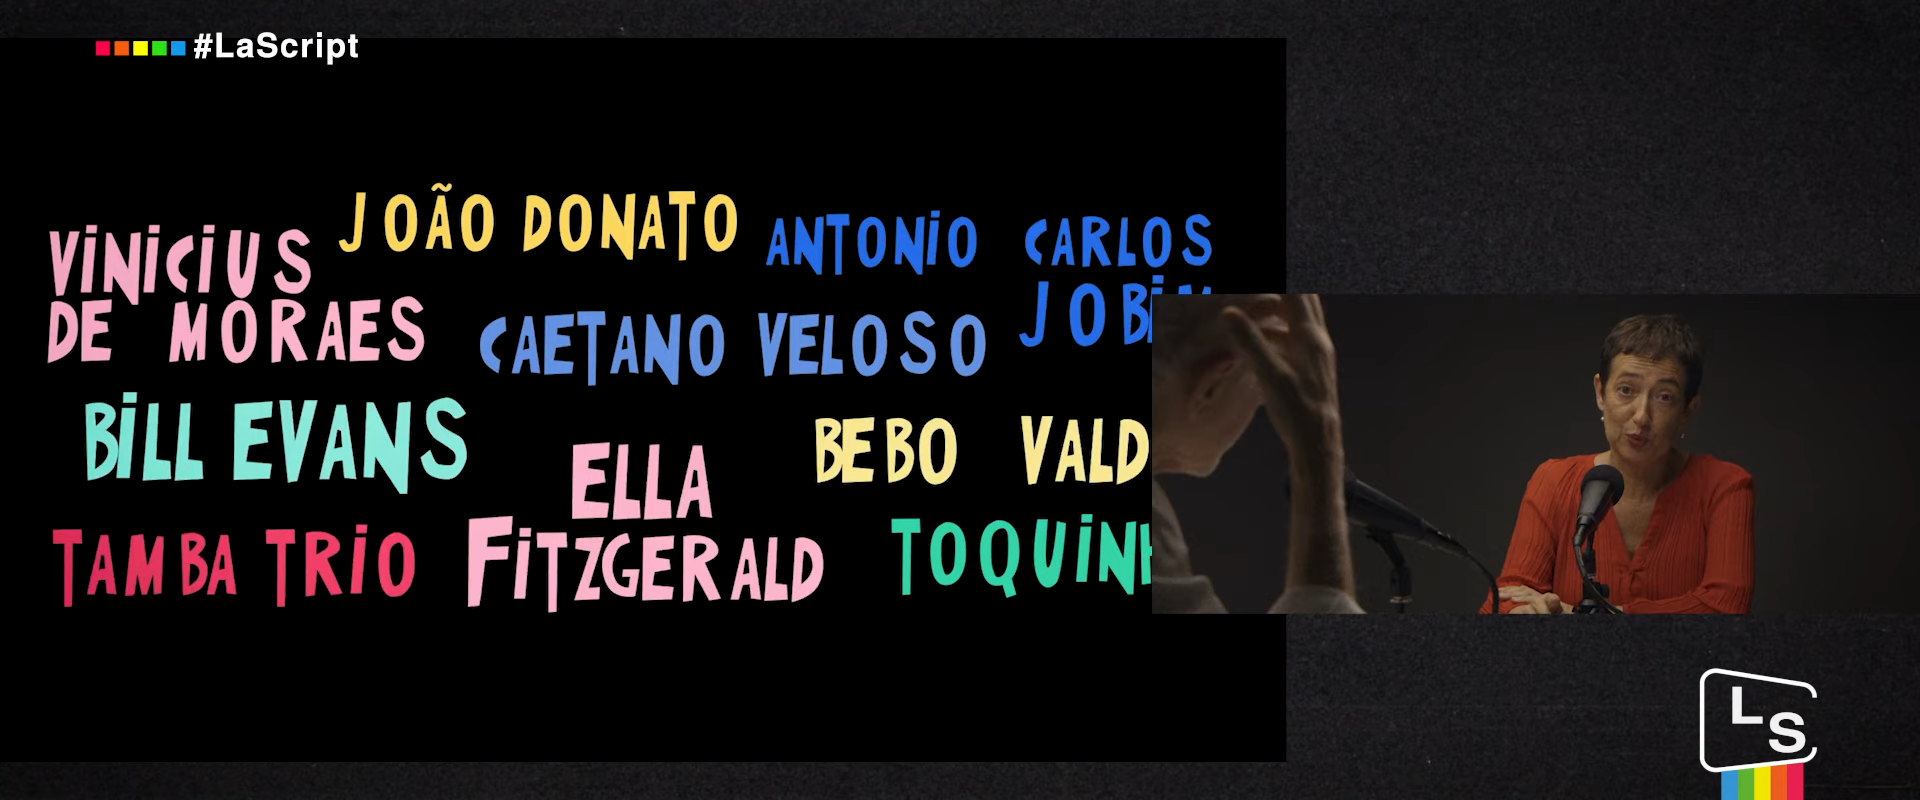 #LaScript
VINICIUS
DE MORAES
JOÃO DONATO
ANTONIO CARLOS
CAETANO VELOSO
BILL EVANS
BEBO
ELLA
FITZGERALD
TAMBA TRIO
LS